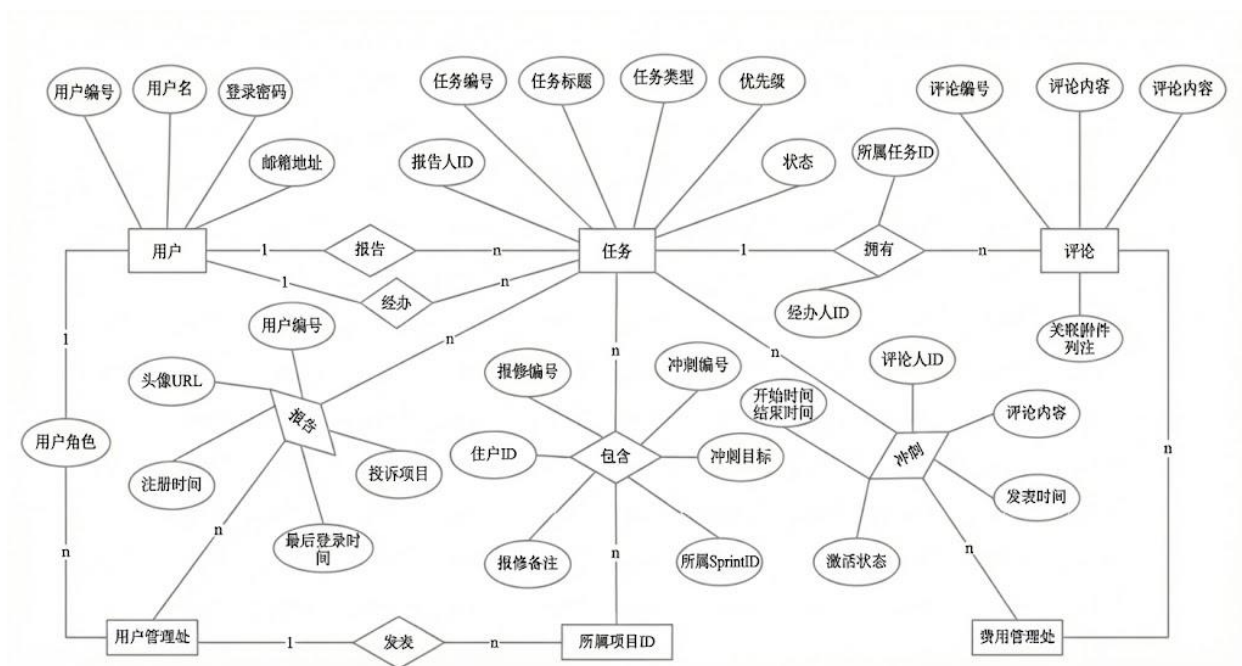 用户编号
用户名
登录密码
邮箱地址
任务编号
任务标题
任务类型
优先级
报告人ID
状态
所属任务ID
评论编号
评论内容
评论内容
用户
1
报告
n
任务
1
拥有
n
评论
1
经办
n
经办人ID
用户编号
n
报修编号
n
冲刺编号
n
评论人ID
关联附件
列注
1
头像URL
报告
开始时间
结束时间
评论内容
用户角色
注册时间
投诉项目
住户ID
包含
冲刺目标
发表时间
n
n
最后登录时
间
报修备注
n
所属SprintID
激活状态
n
n
用户管理处
1
发表
n
所属项目ID
费用管理处